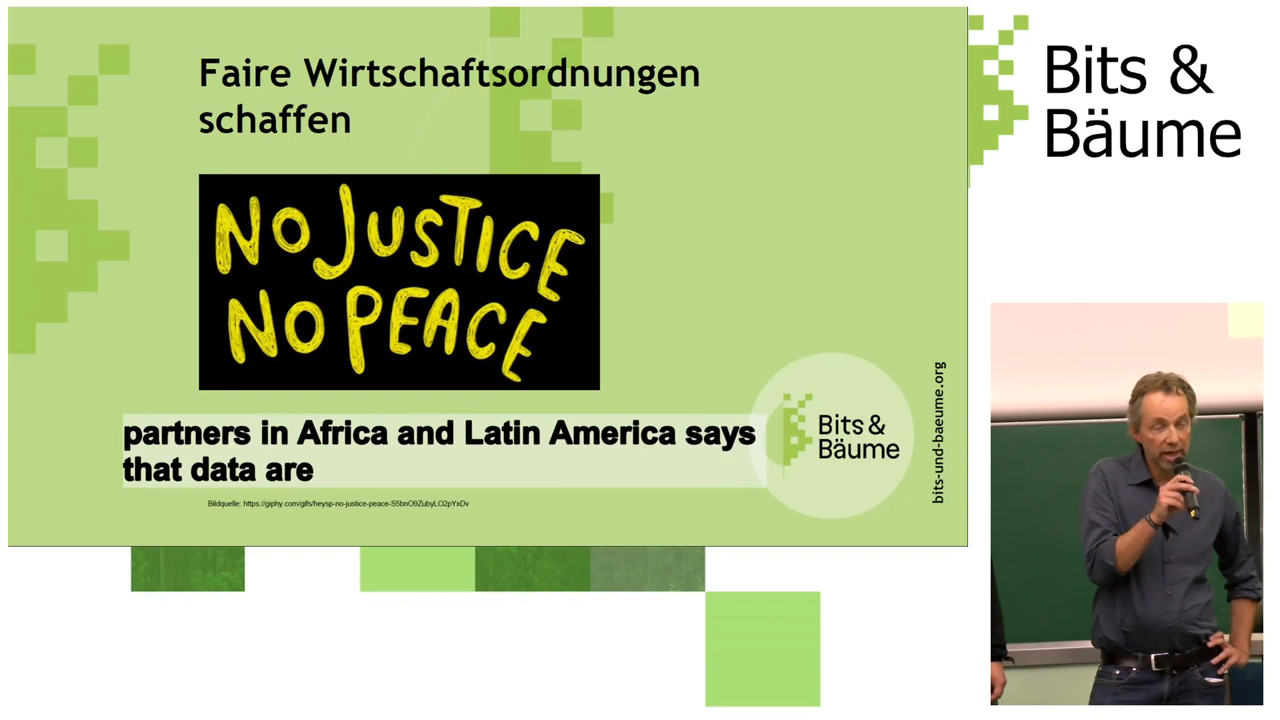 Faire Wirtschaftsordnungen
schaffen
NO JUSTICE
NO PEACE
partners in Africa and Latin America says
that data are
Bildquelle: https://giphy.com/gifs/heysp-no-justice-peace-S5bnO9ZubyLO2pYxDv
Bits &
Bäume
bits-und-baeume.org
Bits &
Bäume